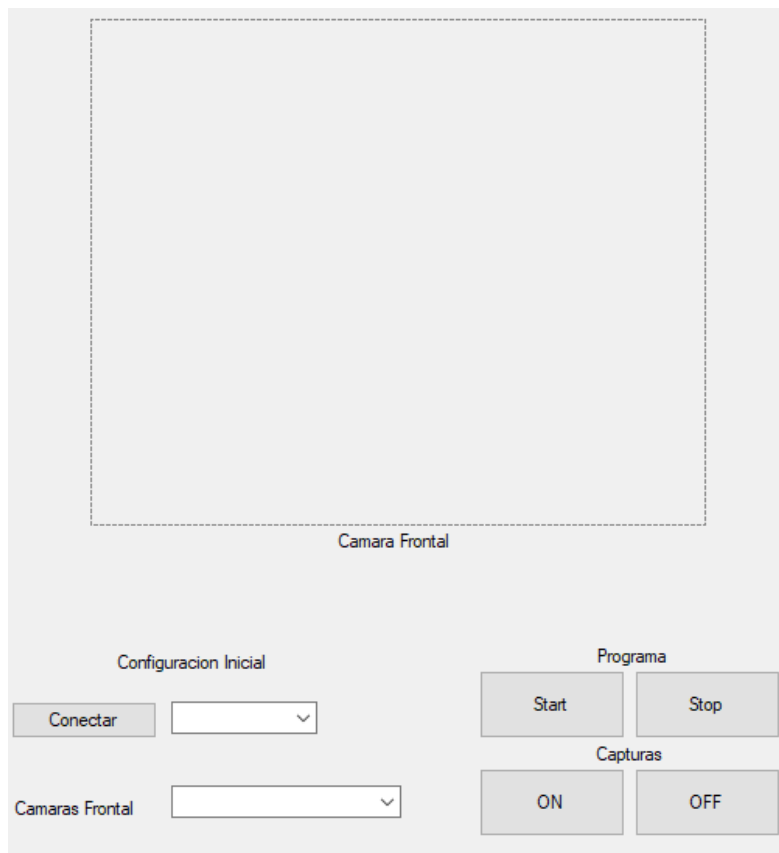 Camara Frontal
Configuracion Inicial
Programa
Conectar
Start
Stop
Capturas
Camaras Frontal
ON
OFF